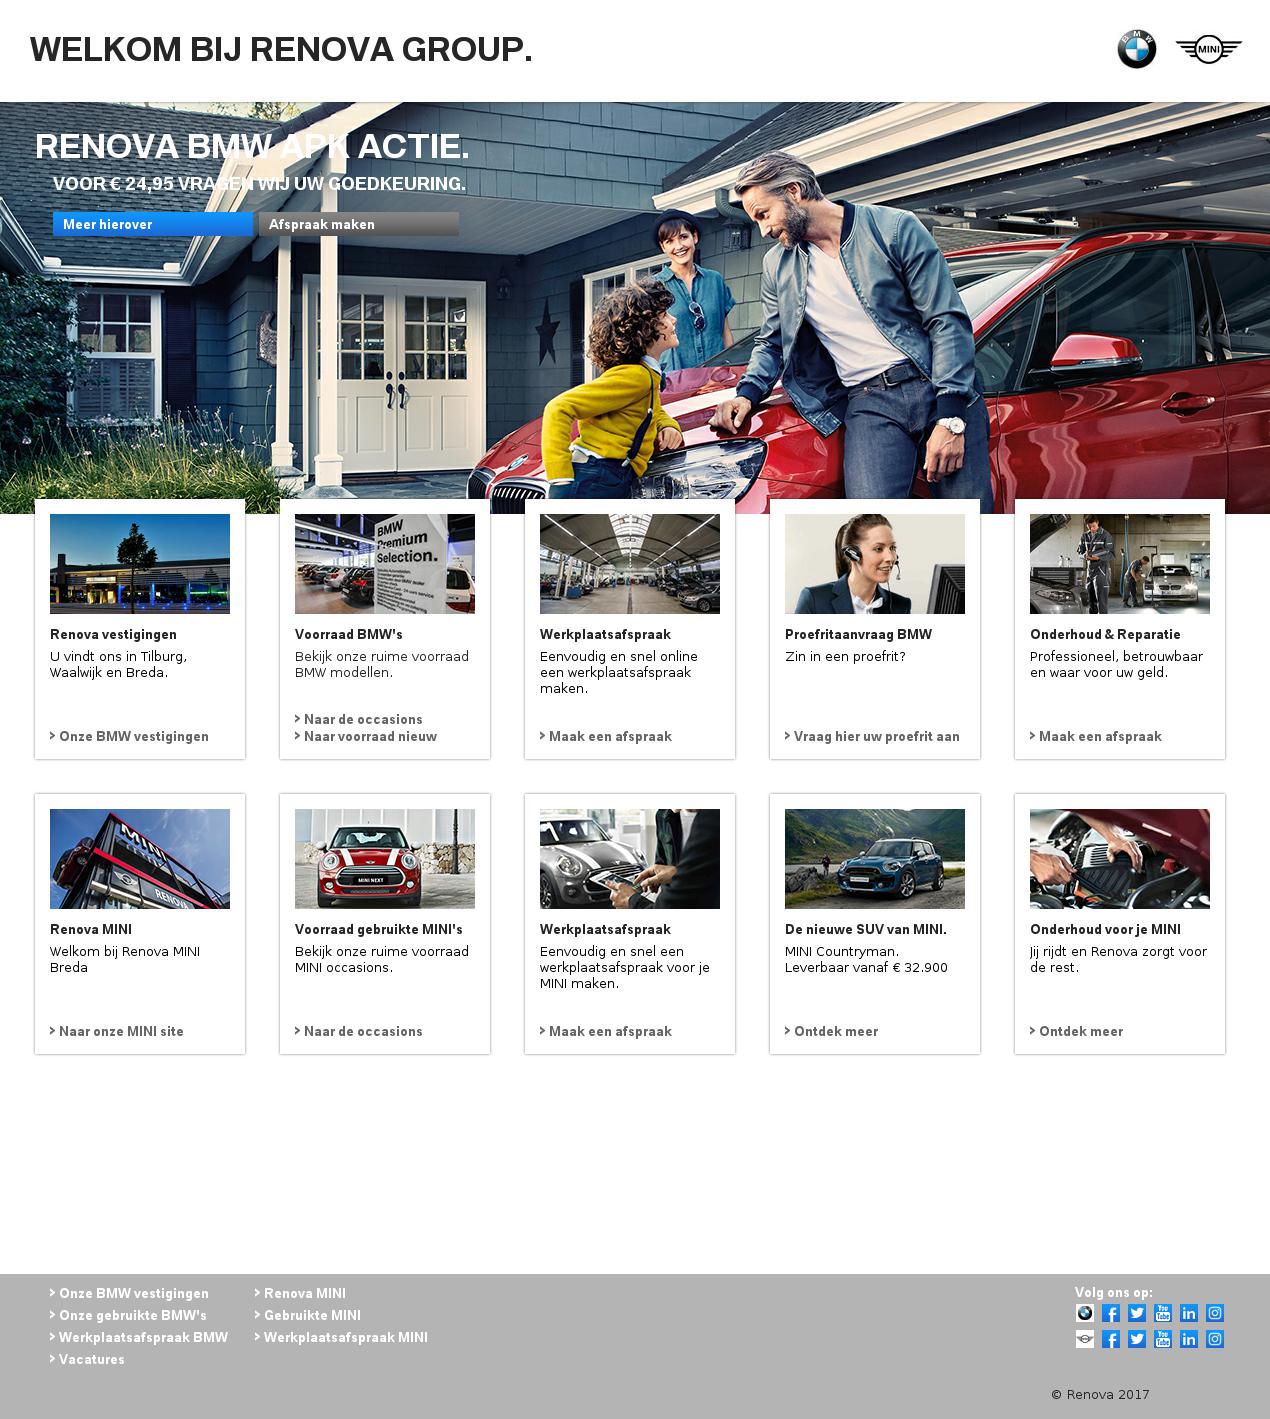 WELKOM BIJ RENOVA GROUP.
BMW
MINI
RENOVA BMW APK ACTIE.
VOOR € 24,95 VRAGEN WIJ UW GOEDKEURING.
Meer hierover
Afspraak maken
BMW
Premium
Selection.
Renova vestigingen
U vindt ons in Tilburg,
Waalwijk en Breda.
> Onze BMW vestigingen
Voorraad BMW's
Bekijk onze ruime voorraad
BMW modellen.
> Naar de occasions
> Naar voorraad nieuw
Werkplaatsafspraak
Eenvoudig en snel online
een werkplaatsafspraak
maken.
> Maak een afspraak
Proefritaanvraag BMW
Zin in een proefrit?
> Vraag hier uw proefrit aan
Onderhoud & Reparatie
Professioneel, betrouwbaar
en waar voor uw geld.
> Maak een afspraak
MINI
RENOVA
MINI NEXT
Renova MINI
Welkom bij Renova MINI
Breda
> Naar onze MINI site
Voorraad gebruikte MINI's
Bekijk onze ruime voorraad
MINI occasions.
> Naar de occasions
Werkplaatsafspraak
Eenvoudig en snel een
werkplaatsafspraak voor je
MINI maken.
> Maak een afspraak
De nieuwe SUV van MINI.
MINI Countryman.
Leverbaar vanaf € 32.900
> Ontdek meer
Onderhoud voor je MINI
Jij rijdt en Renova zorgt voor
de rest.
> Ontdek meer
> Onze BMW vestigingen
> Onze gebruikte BMW's
> Werkplaatsafspraak BMW
> Vacatures
> Renova MINI
> Gebruikte MINI
> Werkplaatsafspraak MINI
Volg ons op:
You Tube
in
You Tube
in
© Renova 2017